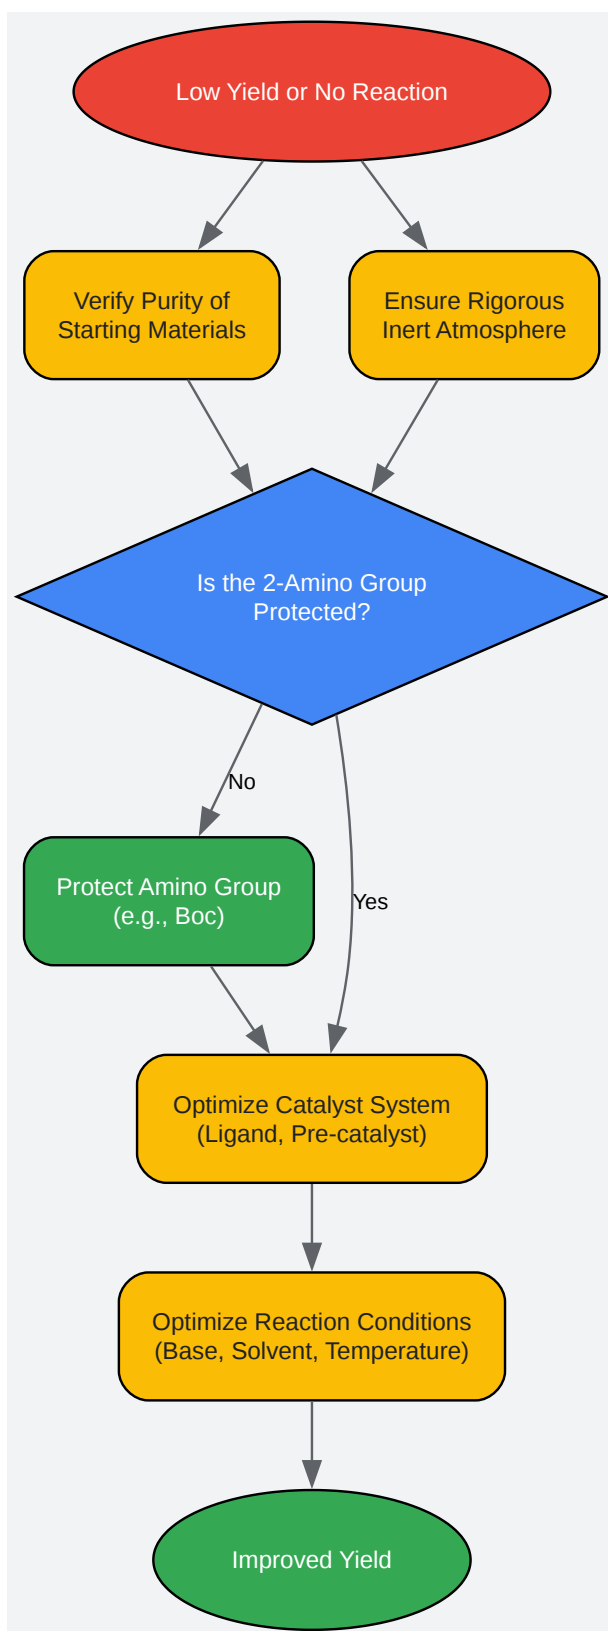 Low Yield or No Reaction
Verify Purity of
Starting Materials
Ensure Rigorous
Inert Atmosphere
Is the 2-Amino Group
Protected?
No
Protect Amino Group
(e.g., Boc)
Yes
Optimize Catalyst System
(Ligand, Pre-catalyst)
Optimize Reaction Conditions
(Base, Solvent, Temperature)
Improved Yield